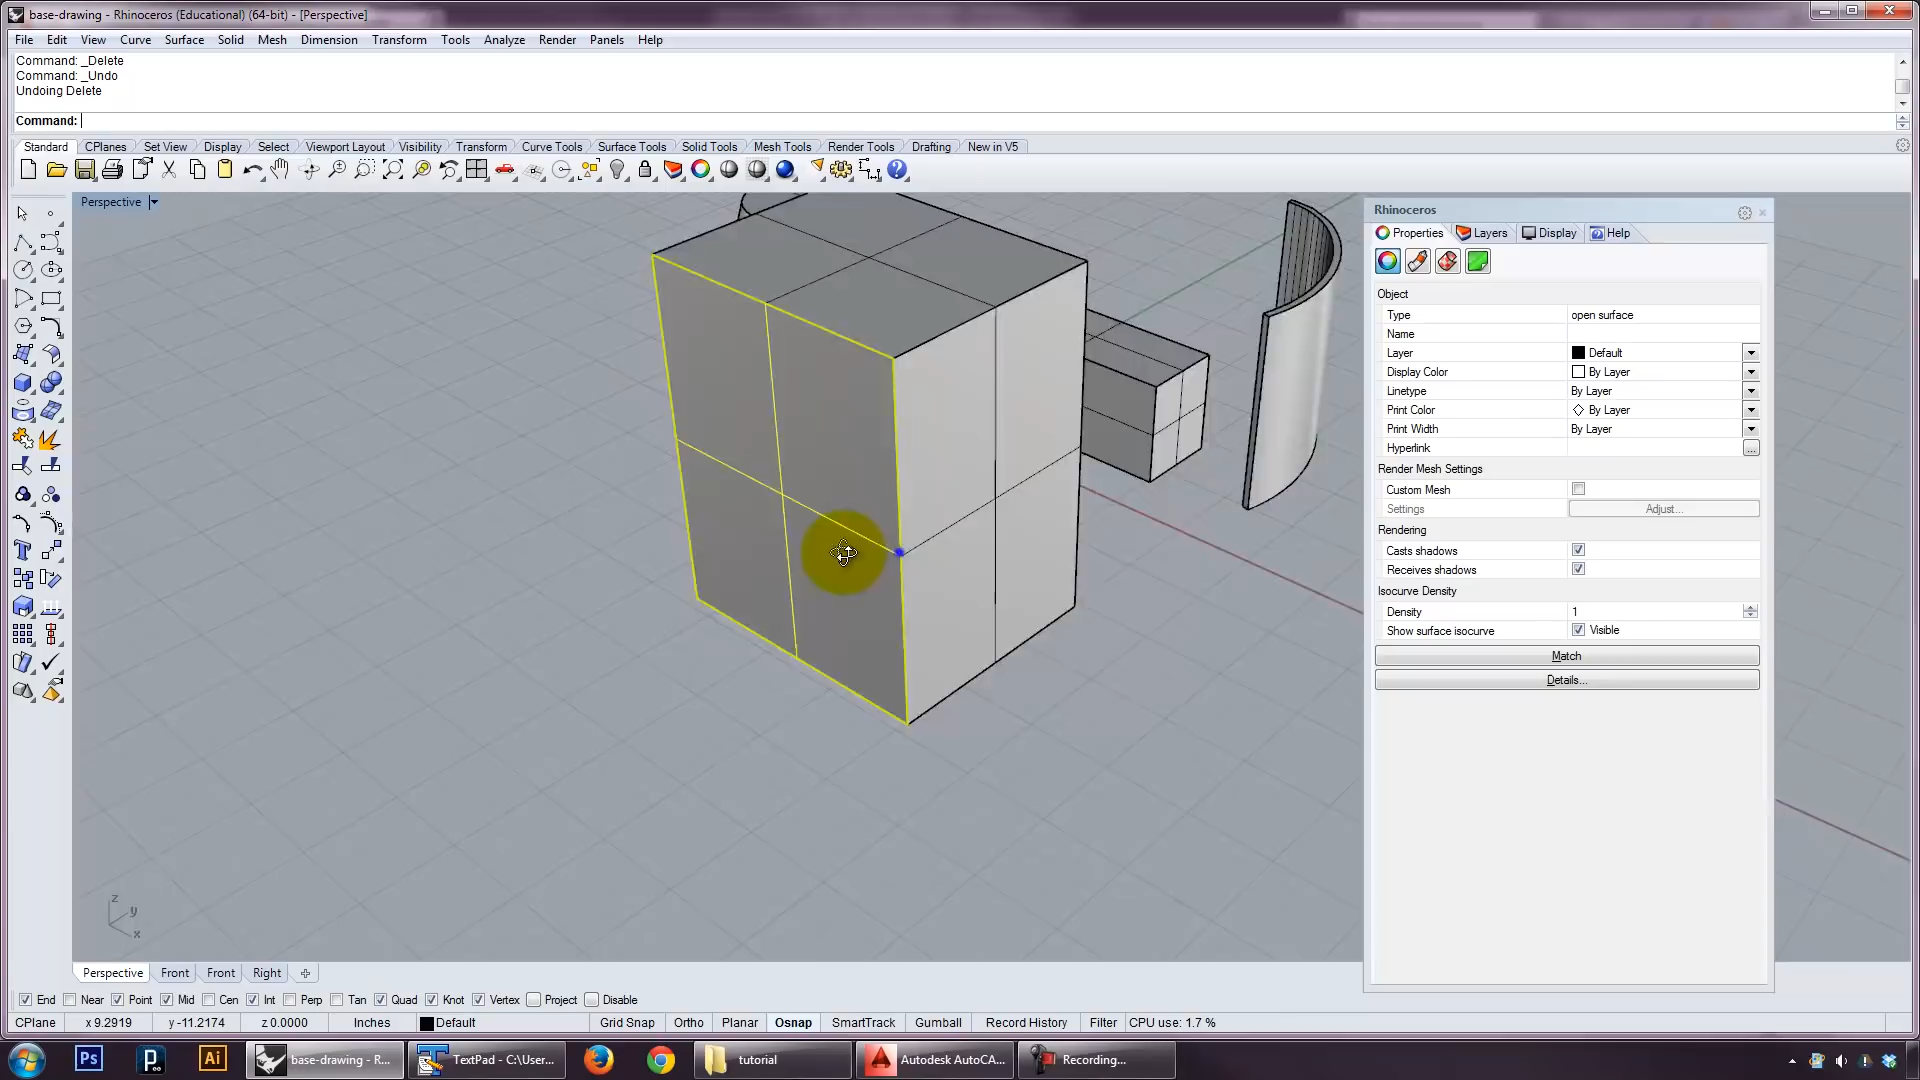 base-drawing - Rhinoceros (Educational) (64-bit) - [Perspective]
File Edit View Curve Surface Solid Mesh Dimension Transform Tools Analyze Render Panels Help
Command: _Delete
Command: _Undo
Undoing Delete
Command:
Standard CPlanes Set View Display Select Viewport Layout Visibility Transform Curve Tools Surface Tools Solid Tools Mesh Tools Render Tools Drafting New in V5
Perspective
Rhinoceros
Properties Layers Display Help
Object
Type open surface
Name
Layer Default
Display Color By Layer
Linetype By Layer
Print Color By Layer
Print Width By Layer
Hyperlink ...
Render Mesh Settings
Custom Mesh
Settings Adjust...
Rendering
Casts shadows
Receives shadows
Isocurve Density
Density 1
Show surface isocurve Visible
Match
Details...
z
y
x
Perspective Front Front Right
End Near Point Mid Cen Int Perp Tan Quad Knot Vertex Project Disable
CPlane x 9.2919 y -11.2174 z 0.0000 Inches Default Grid Snap Ortho Planar Osnap SmartTrack Gumball Record History Filter CPU use: 1.7 %
Ps p Ai base-drawing - R... TextPad - C:\User... tutorial Autodesk AutoCA... Recording...